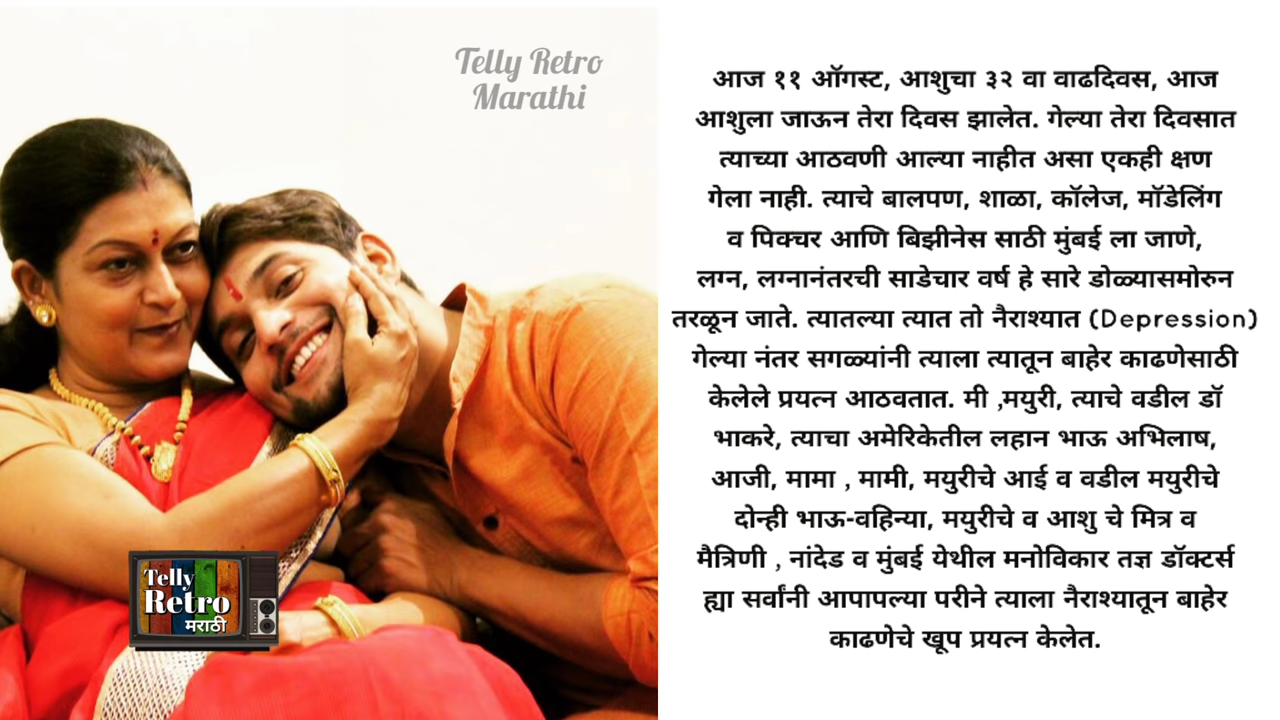 Telly Retro
Marathi
Telly
Retro
मराठी
आज ११ ऑगस्ट, आशुचा ३२ वा वाढदिवस, आज
आशुला जाऊन तेरा दिवस झालेत. गेल्या तेरा दिवसात
त्याच्या आठवणी आल्या नाहीत असा एकही क्षण
गेला नाही. त्याचे बालपण, शाळा, कॉलेज, मॉडेलिंग
व पिक्चर आणि बिझीनेस साठी मुंबई ला जाणे,
लग्न, लग्नानंतरची साडेचार वर्ष हे सारे डोळ्यासमोरुन
तरळून जाते. त्यातल्या त्यात तो नैराश्यात (Depression)
गेल्या नंतर सगळ्यांनी त्याला त्यातून बाहेर काढणेसाठी
केलेले प्रयत्न आठवतात. मी ,मयुरी, त्याचे वडील डॉ
भाकरे, त्याचा अमेरिकेतील लहान भाऊ अभिलाष,
आजी, मामा , मामी, मयुरीचे आई व वडील मयुरीचे
दोन्ही भाऊ-वहिन्या, मयुरीचे व आशु चे मित्र व
मैत्रिणी , नांदेड व मुंबई येथील मनोविकार तज्ञ डॉक्टर्स
ह्या सर्वांनी आपापल्या परीने त्याला नैराश्यातून बाहेर
काढणेचे खूप प्रयत्न केलेत.